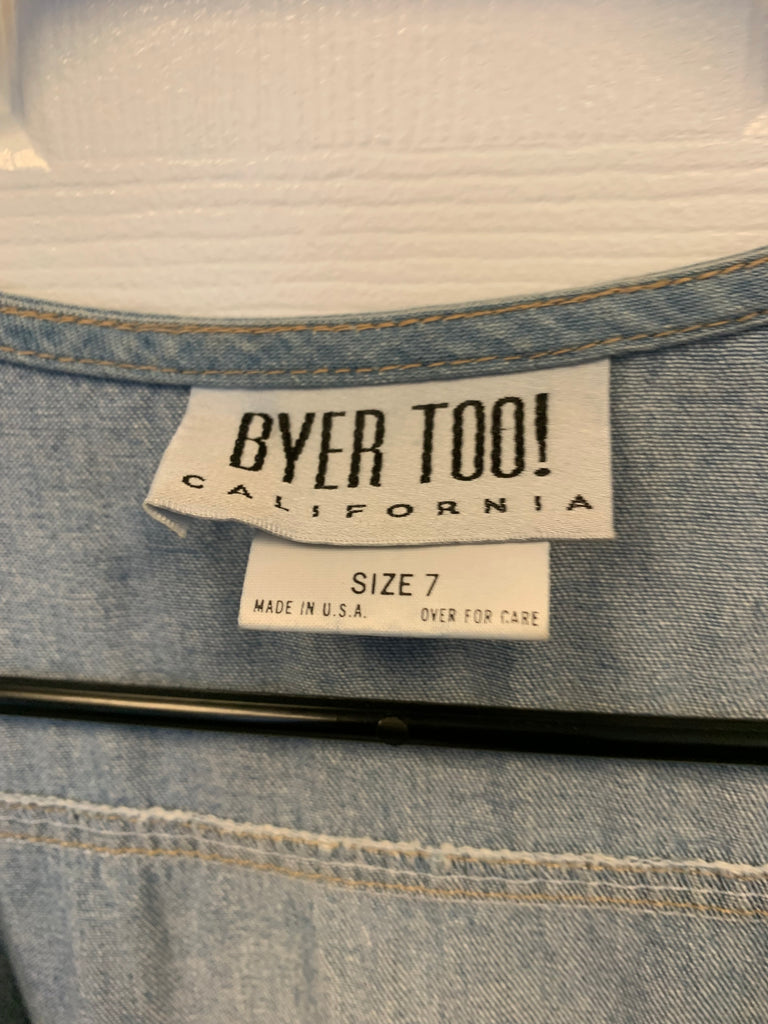 BYER TOO!
CALIFORNIA
SIZE 7
MADE IN U.S.A. OVER FOR CARE